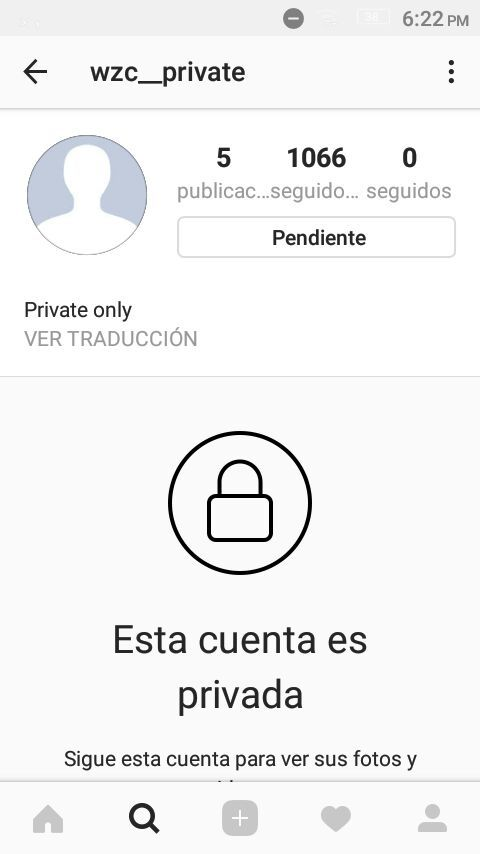 38 6:22 PM
wzc__private
5 1066 0
publicac... seguido... seguidos
Pendiente
Private only
VER TRADUCCIÓN
Esta cuenta es
privada
Sigue esta cuenta para ver sus fotos y